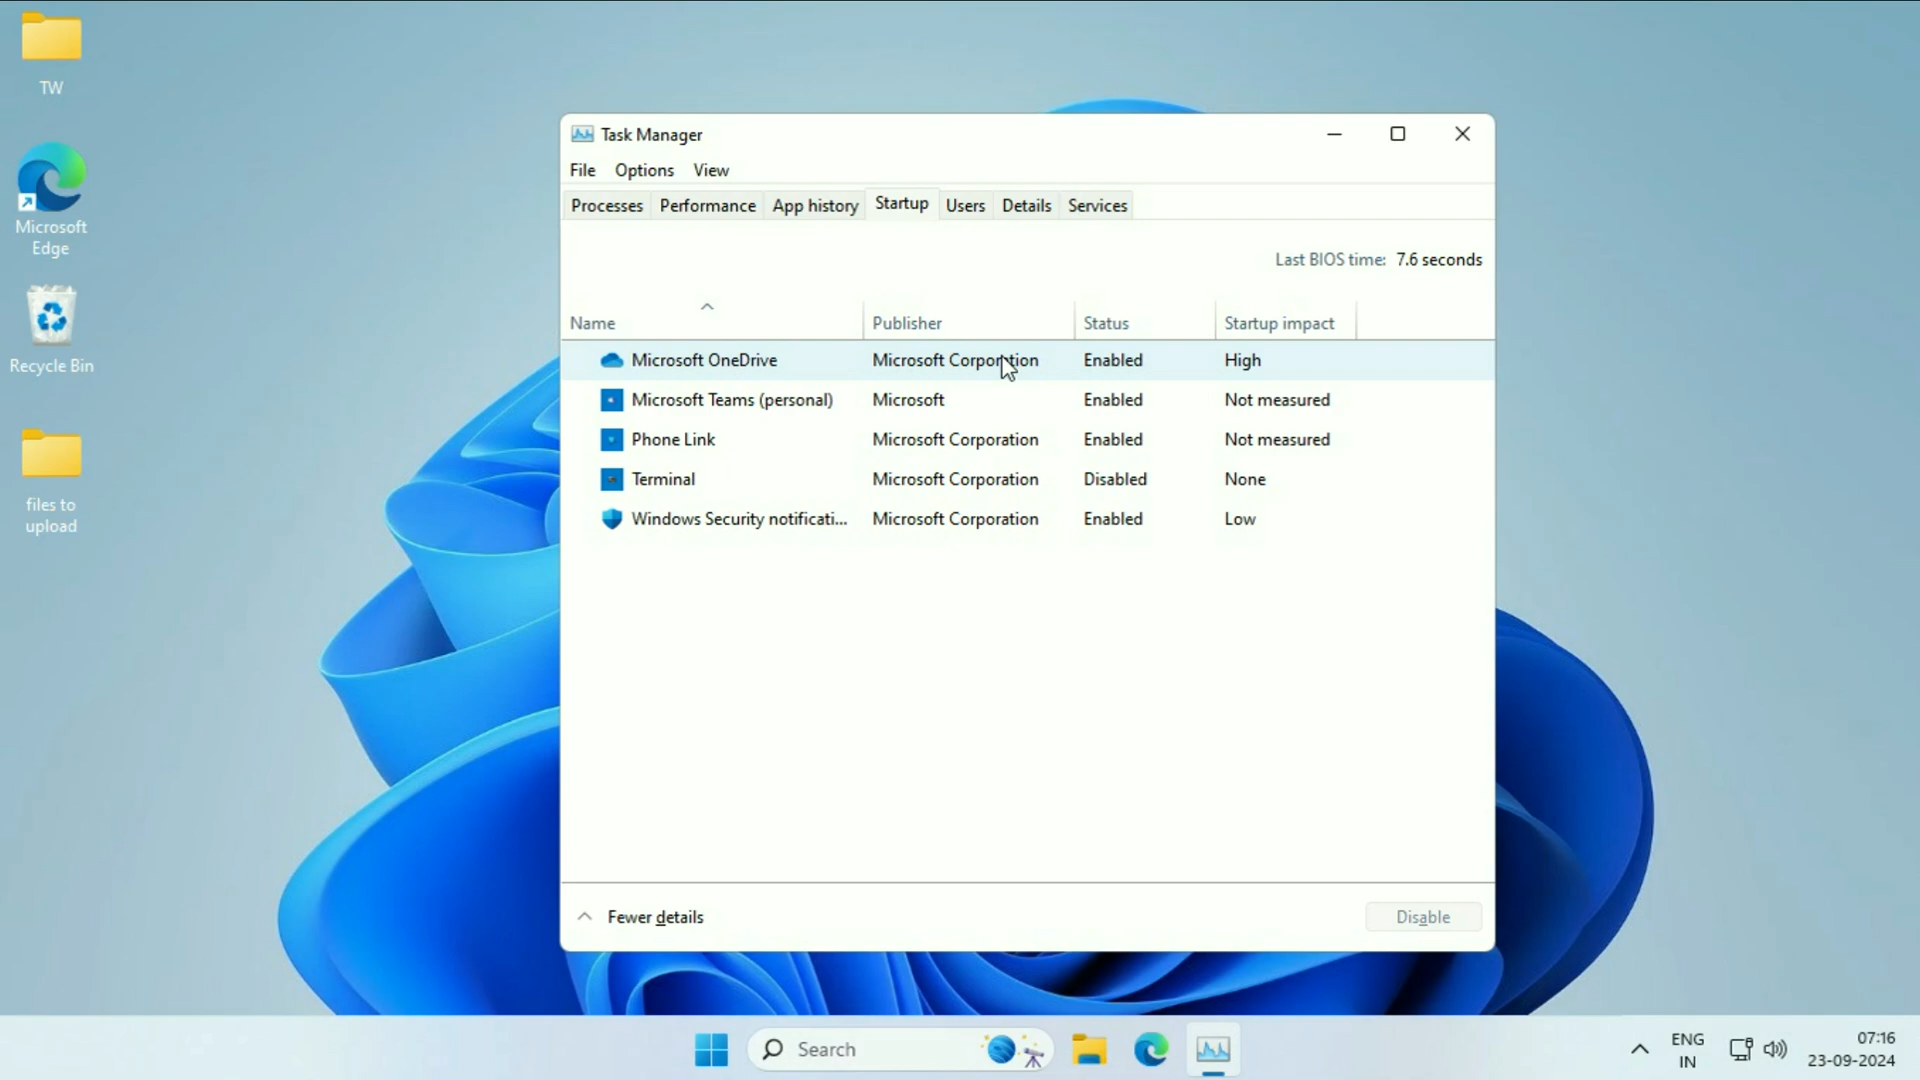 TW
Microsoft
Edge
Recycle Bin
files to
upload
Task Manager
File Options View
Processes Performance App history Startup Users Details Services
Last BIOS time: 7.6 seconds
Name Publisher Status Startup impact
Microsoft OneDrive Microsoft Corporation Enabled High
Microsoft Teams (personal) Microsoft Enabled Not measured
Phone Link Microsoft Corporation Enabled Not measured
Terminal Microsoft Corporation Disabled None
Windows Security notificati... Microsoft Corporation Enabled Low
Fewer details Disable
Search
ENG
IN
07:16
23-09-2024